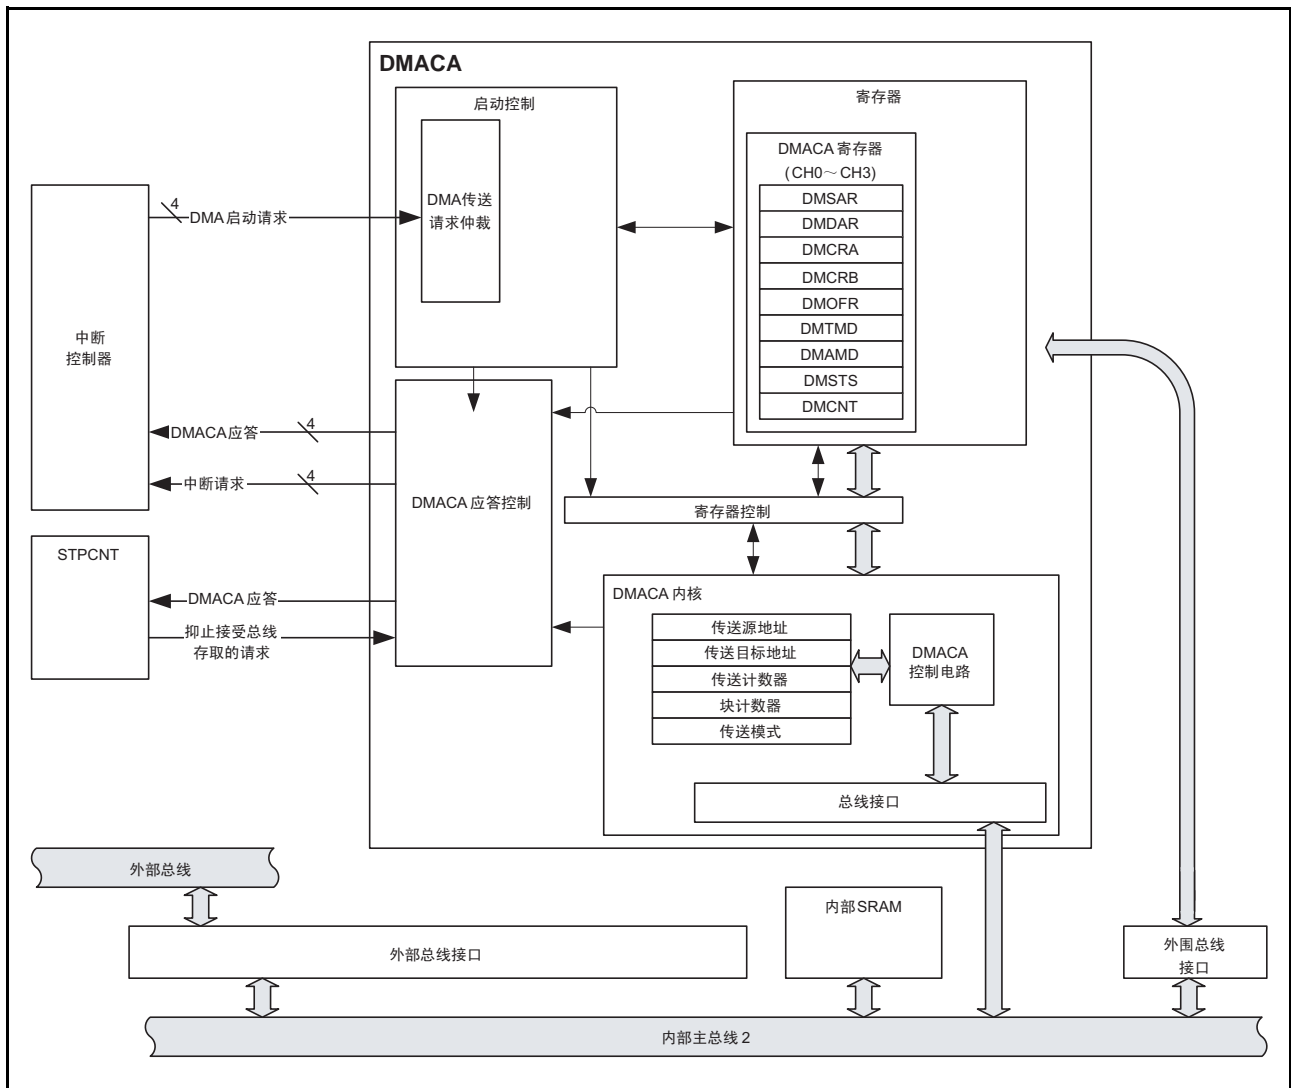 DMACA
启动控制
DMA传送
请求仲裁
寄存器
DMACA 寄存器
(CH0～CH3)
DMSAR
DMDAR
DMCRA
DMCRB
DMOFR
DMTMD
DMAMD
DMSTS
DMCNT
中断
控制器
4
DMA 启动请求
DMACA 应答
4
中断请求
4
DMACA 应答控制
寄存器控制
STPCNT
DMACA 应答
抑止接受总线
存取的请求
DMACA 内核
传送源地址
传送目标地址
传送计数器
块计数器
传送模式
DMACA
控制电路
总线接口
外部总线
外部总线接口
内部SRAM
外围总线
接口
内部主总线 2